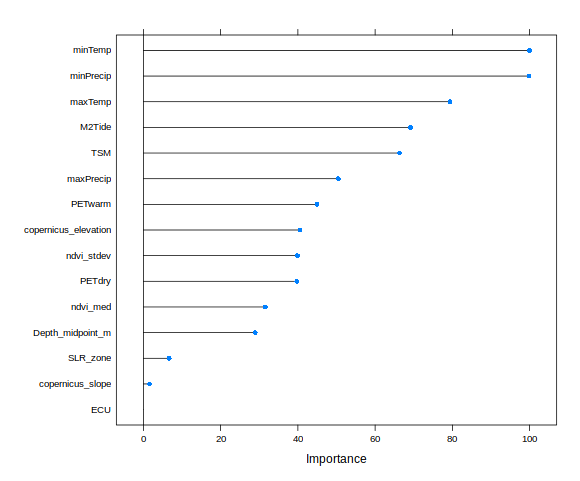 minTemp
minPrecip
maxTemp
M2Tide
TSM
maxPrecip
PETwarm
copernicus_elevation
ndvi_stdev
PETdry
ndvi_med
Depth_midpoint_m
SLR_zone
copernicus_slope
ECU
0 20 40 60 80 100
Importance